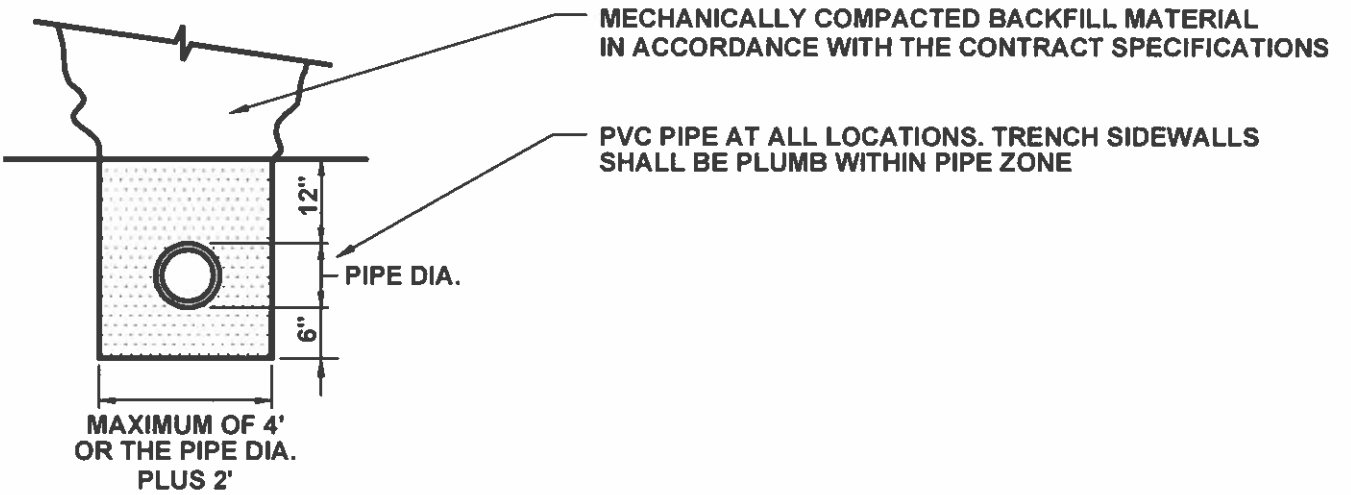 MECHANICALLY COMPACTED BACKFILL MATERIAL
IN ACCORDANCE WITH THE CONTRACT SPECIFICATIONS
PVC PIPE AT ALL LOCATIONS. TRENCH SIDEWALLS
SHALL BE PLUMB WITHIN PIPE ZONE
12"
PIPE DIA.
6"
MAXIMUM OF 4'
OR THE PIPE DIA.
PLUS 2'